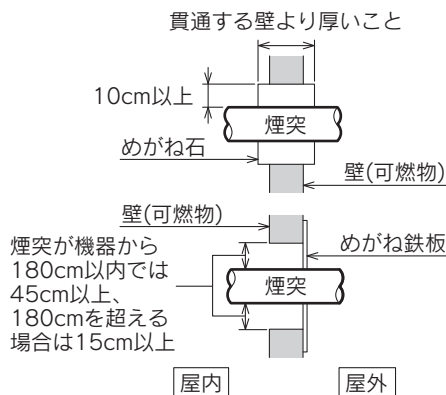 貫通する壁より厚いこと
10cm以上
煙突
めがね石
壁(可燃物)
壁(可燃物)
めがね鉄板
煙突が機器から
180cm以内では
45cm以上、
180cmを超える
場合は15cm以上
煙突
屋内
屋外